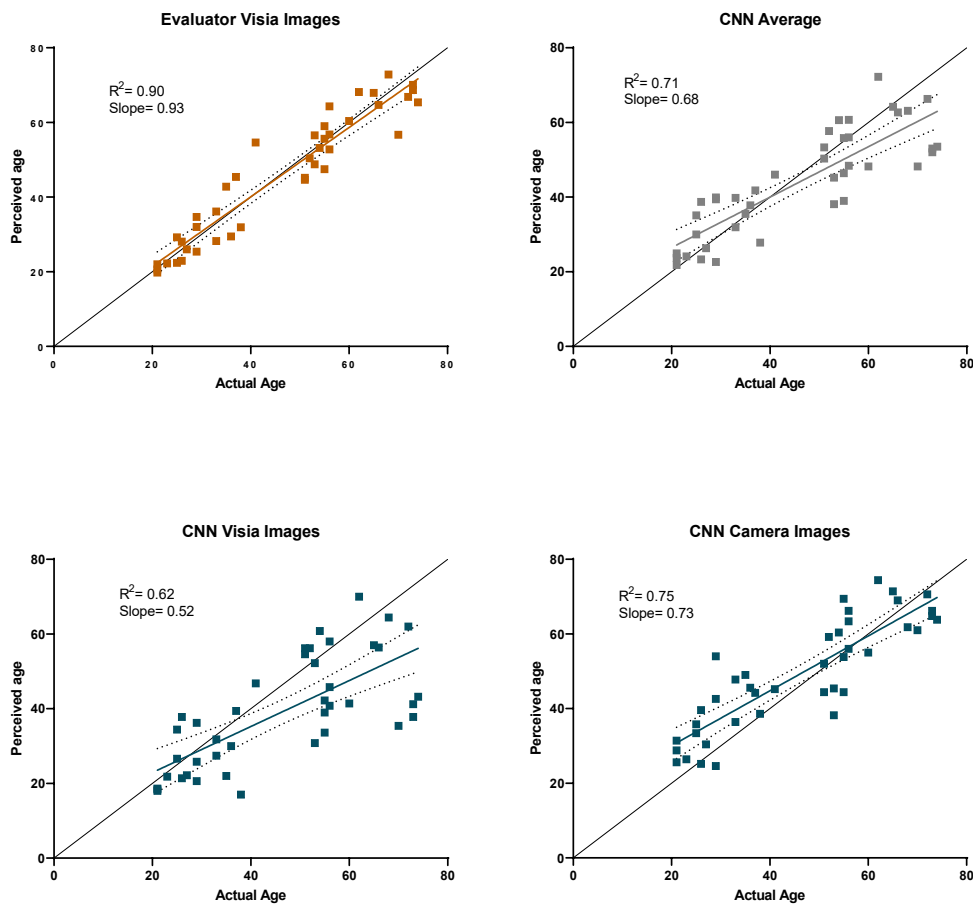 Evaluator Visia Images
R²= 0.90
Slope= 0.93
Perceived age
80
60
40
20
0
0 20 40 60 80
Actual Age
CNN Average
R²= 0.71
Slope= 0.68
Perceived age
80
60
40
20
0
0 20 40 60 80
Actual Age
CNN Visia Images
R²= 0.62
Slope= 0.52
Perceived age
80
60
40
20
0
0 20 40 60 80
Actual Age
CNN Camera Images
R²= 0.75
Slope= 0.73
Perceived age
80
60
40
20
0
0 20 40 60 80
Actual Age